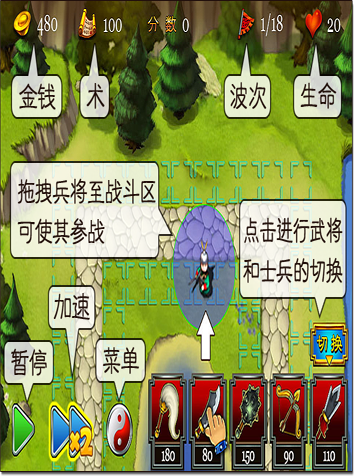 480 100 分数 0 1/18 20
金钱 术 波次 生命
拖拽兵将至战斗区
可使其参战
点击进行武将
和士兵的切换
加速
暂停 菜单
切换
×2
180 80 150 90 110